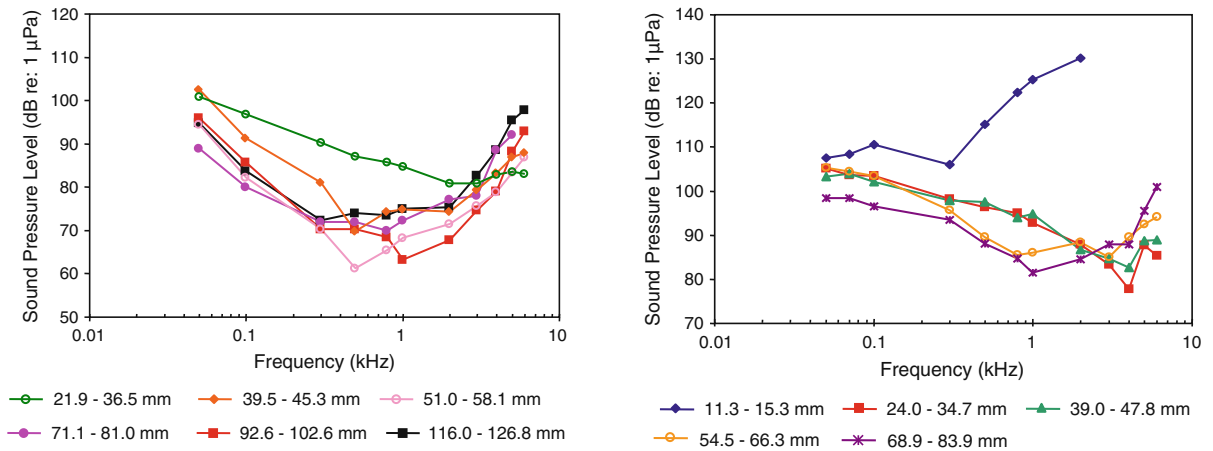 120
110
100
90
80
70
60
50
0.01
0.1
1
10
Sound Pressure Level (dB re: 1 µPa)
Frequency (kHz)
21.9 - 36.5 mm
39.5 - 45.3 mm
51.0 - 58.1 mm
71.1 - 81.0 mm
92.6 - 102.6 mm
116.0 - 126.8 mm
140
130
120
110
100
90
80
70
0.01
0.1
1
10
Sound Pressure Level (dB re: 1µPa)
Frequency (kHz)
11.3 - 15.3 mm
24.0 - 34.7 mm
39.0 - 47.8 mm
54.5 - 66.3 mm
68.9 - 83.9 mm